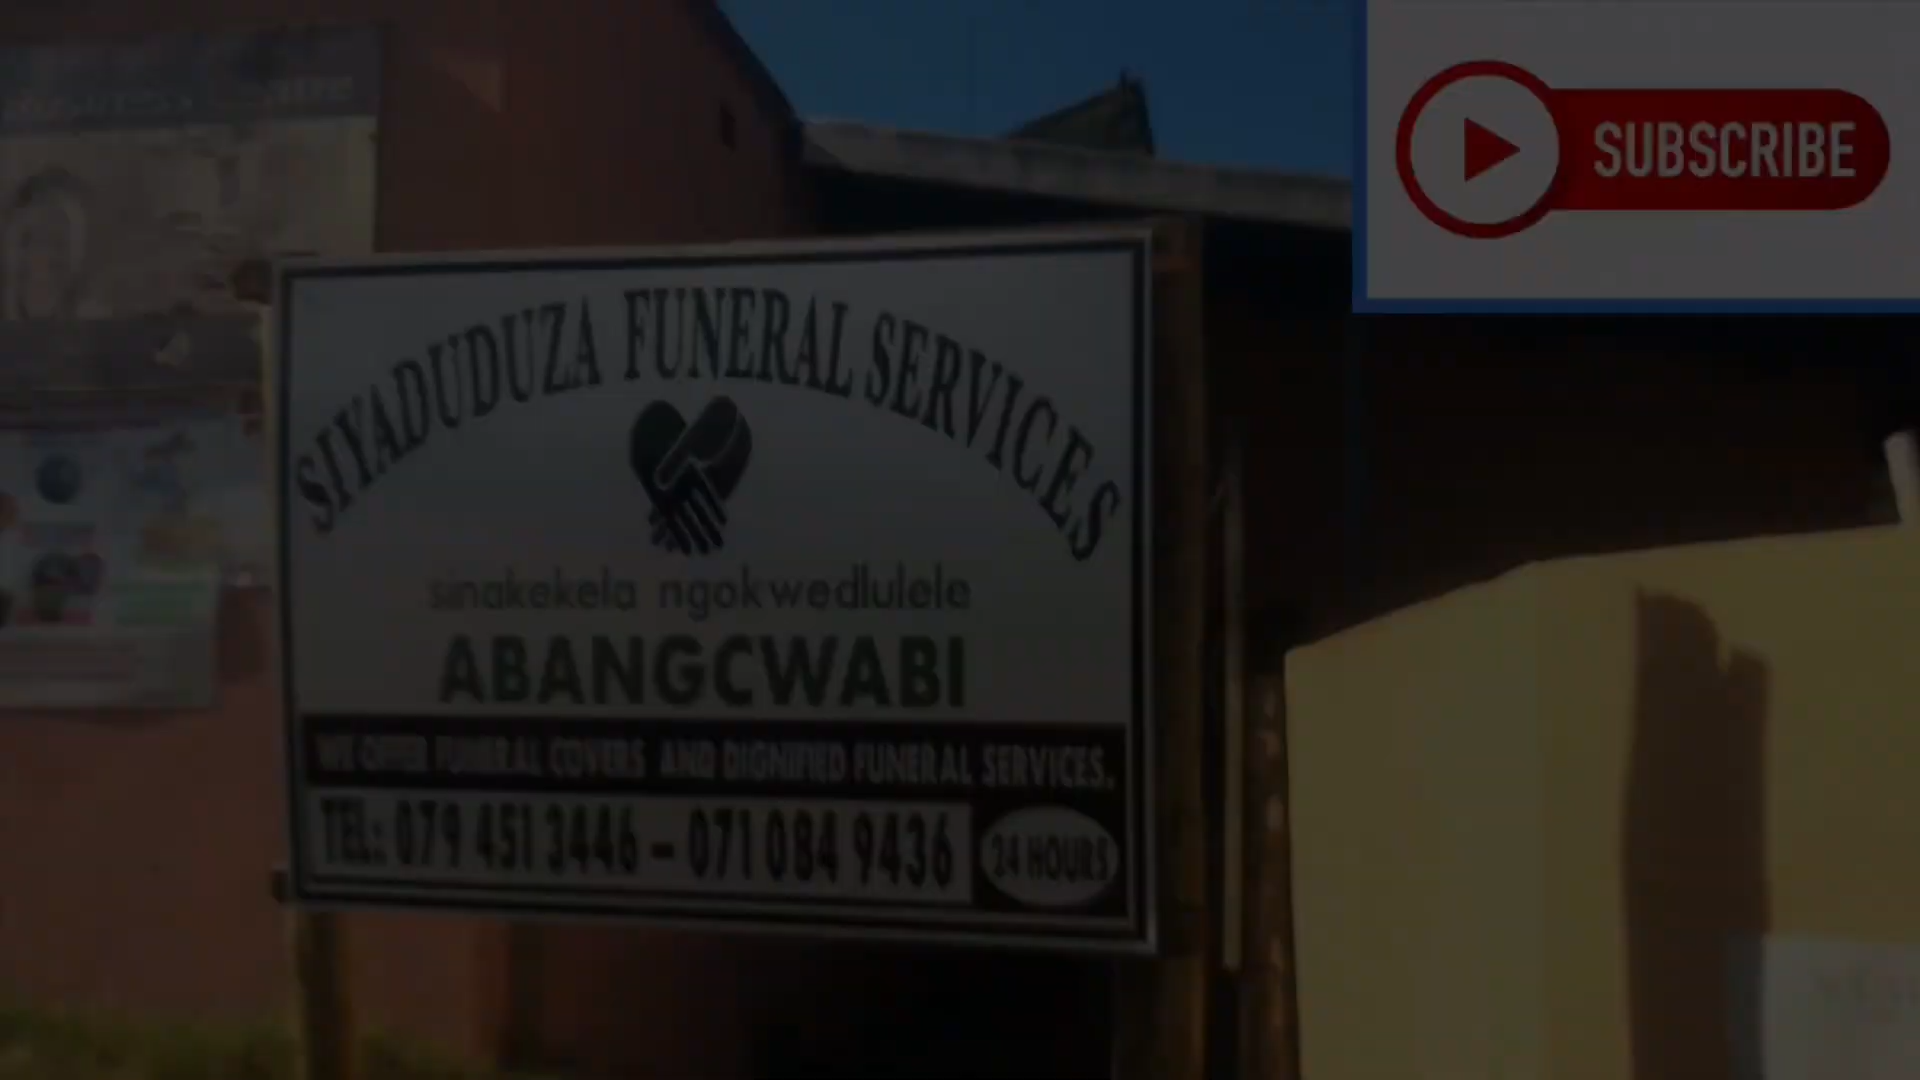 SUBSCRIBE
SIYADUDUZA FUNERAL SERVICES
sinakekela ngokwedlulele
ABANGCWABI
WE OFFER FUNERAL COVERS AND DIGNIFIED FUNERAL SERVICES.
TEL: 079 451 3446 - 071 084 9436
24 HOURS